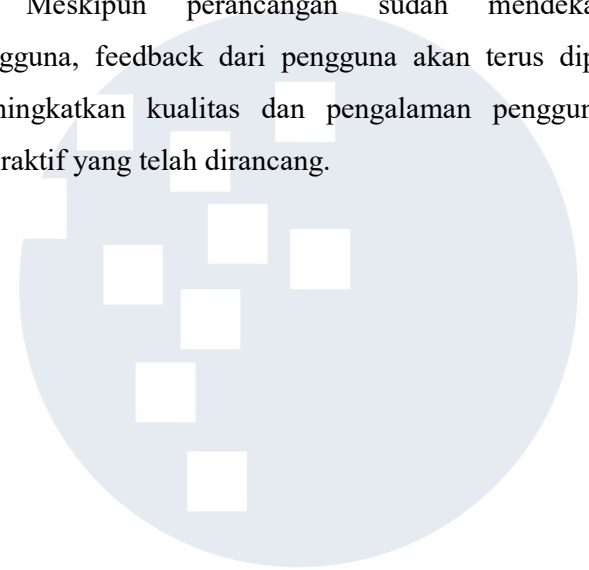 Meskipun perancangan sudah mendeka
gguna, feedback dari pengguna akan terus dip
ningkatkan kualitas dan pengalaman penggun
raktif yang telah dirancang.